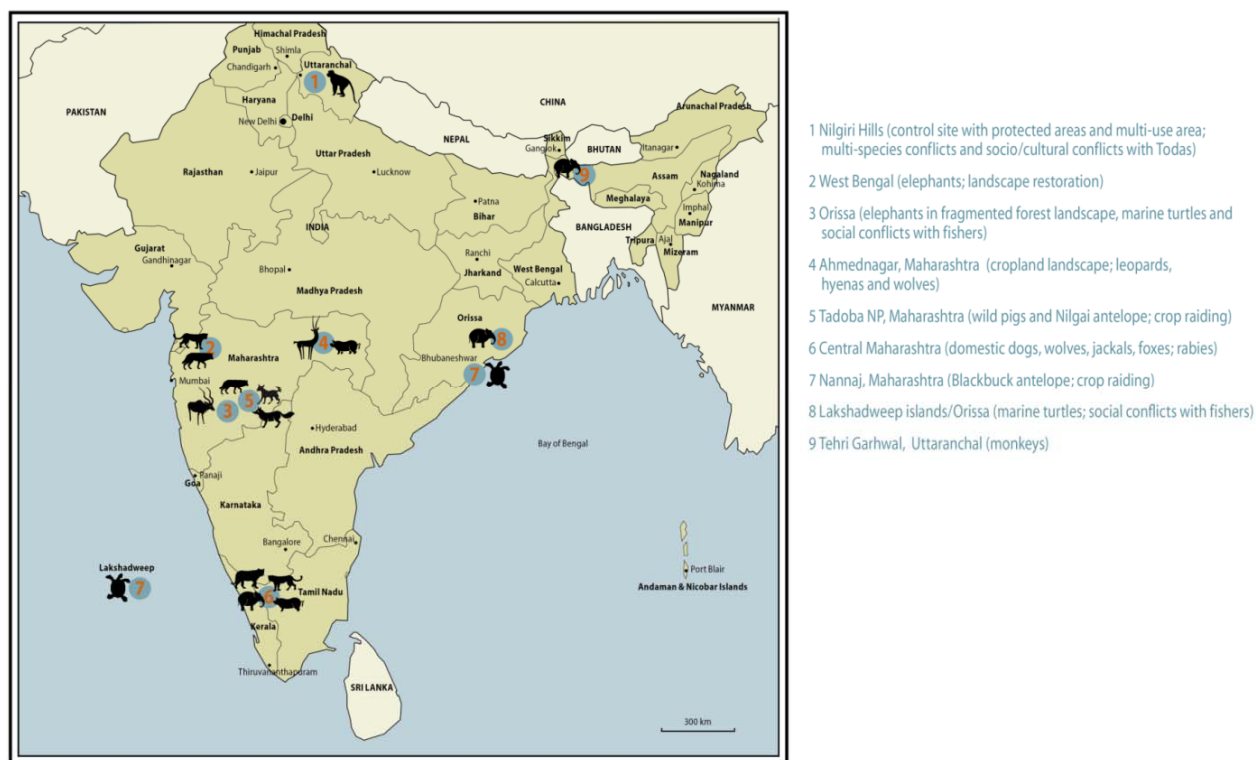 Himachal Pradesh
Punjab
Shimla
Chandigarh
Uttaranchal
1
PAKISTAN
Haryana
New Delhi
Delhi
CHINA
Arunachal Pradesh
NEPAL
Sikkim
Gangtok
BHUTAN
Itanagar
Uttar Pradesh
Rajasthan
Jaipur
Lucknow
9
Assam
Nagaland
Kohima
Meghalaya
Patna
Bihar
Imphal
Manipur
INDIA
BANGLADESH
Tripura
Ajal
Mizeram
Gujarat
Gandhinagar
Bhopal
Ranchi
Jharkand
West Bengal
Calcutta
Madhya Pradesh
MYANMAR
Orissa
2
Maharashtra
4
8
Bhubaneshwar
7
Mumbai
5
3
Hyderabad
Andhra Pradesh
Bay of Bengal
Panaji
Goa
Karnataka
Bangalore
Chennai
Lakshadweep
7
Port Blair
Andaman & Nicobar Islands
6
Tamil Nadu
Kerala
Thiruvananthapuram
SRI LANKA
300 km
1 Nilgiri Hills (control site with protected areas and multi-use area;
multi-species conflicts and socio/cultural conflicts with Todas)
2 West Bengal (elephants; landscape restoration)
3 Orissa (elephants in fragmented forest landscape, marine turtles and
social conflicts with fishers)
4 Ahmednagar, Maharashtra (cropland landscape; leopards,
hyenas and wolves)
5 Tadoba NP, Maharashtra (wild pigs and Nilgai antelope; crop raiding)
6 Central Maharashtra (domestic dogs, wolves, jackals, foxes; rabies)
7 Nannaj, Maharashtra (Blackbuck antelope; crop raiding)
8 Lakshadweep islands/Orissa (marine turtles; social conflicts with fishers)
9 Tehri Garhwal, Uttaranchal (monkeys)